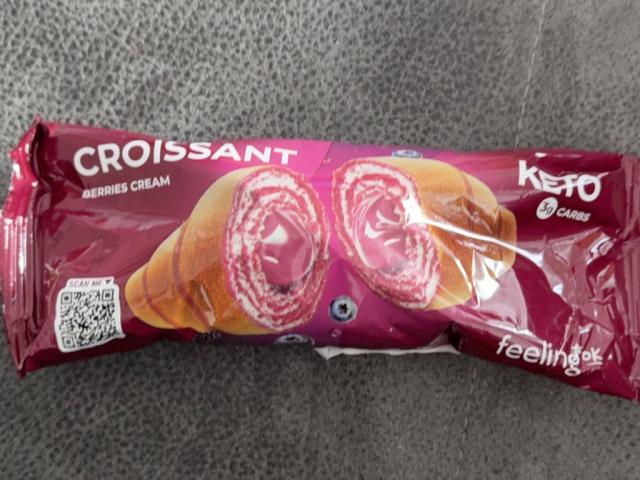 CROISSANT
BERRIES CREAM
KETO
3g CARBS
SCAN ME
feelingok